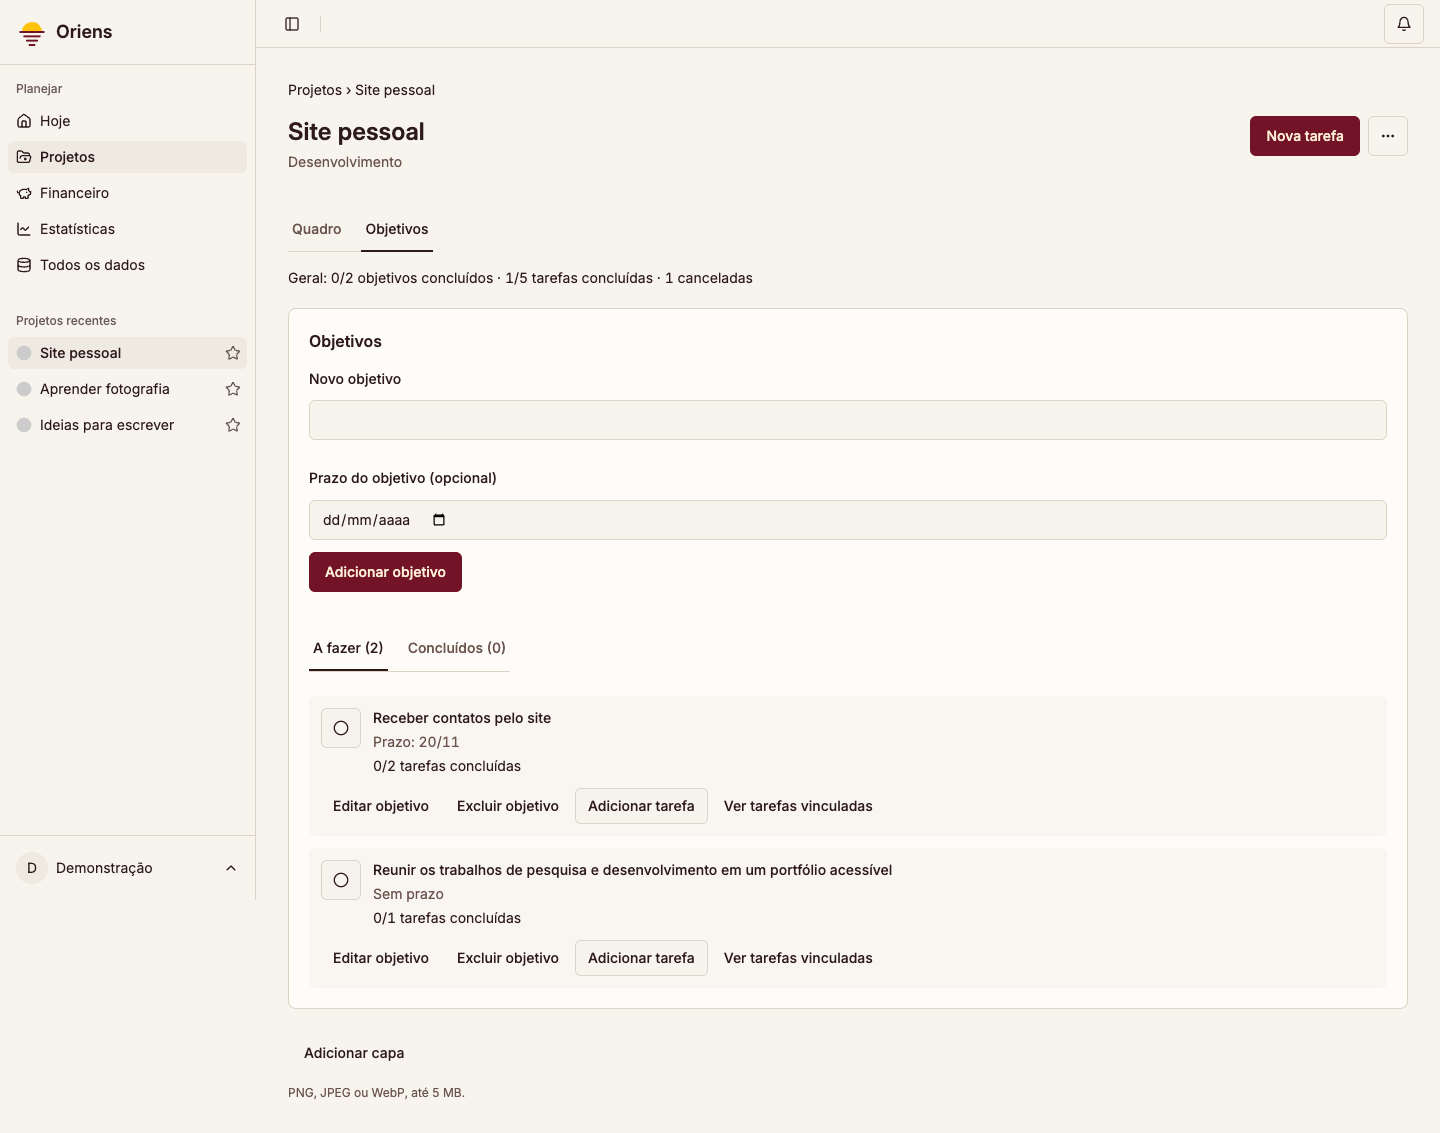 Oriens
Planejar
Hoje
Projetos
Financeiro
Estatísticas
Todos os dados
Projetos recentes
Site pessoal
Aprender fotografia
Ideias para escrever
D Demonstração
Projetos › Site pessoal
Site pessoal
Desenvolvimento
Nova tarefa
Quadro Objetivos
Geral: 0/2 objetivos concluídos · 1/5 tarefas concluídas · 1 canceladas
Objetivos
Novo objetivo
Prazo do objetivo (opcional)
dd/mm/aaaa
Adicionar objetivo
A fazer (2) Concluídos (0)
Receber contatos pelo site
Prazo: 20/11
0/2 tarefas concluídas
Editar objetivo Excluir objetivo Adicionar tarefa Ver tarefas vinculadas
Reunir os trabalhos de pesquisa e desenvolvimento em um portfólio acessível
Sem prazo
0/1 tarefas concluídas
Editar objetivo Excluir objetivo Adicionar tarefa Ver tarefas vinculadas
Adicionar capa
PNG, JPEG ou WebP, até 5 MB.